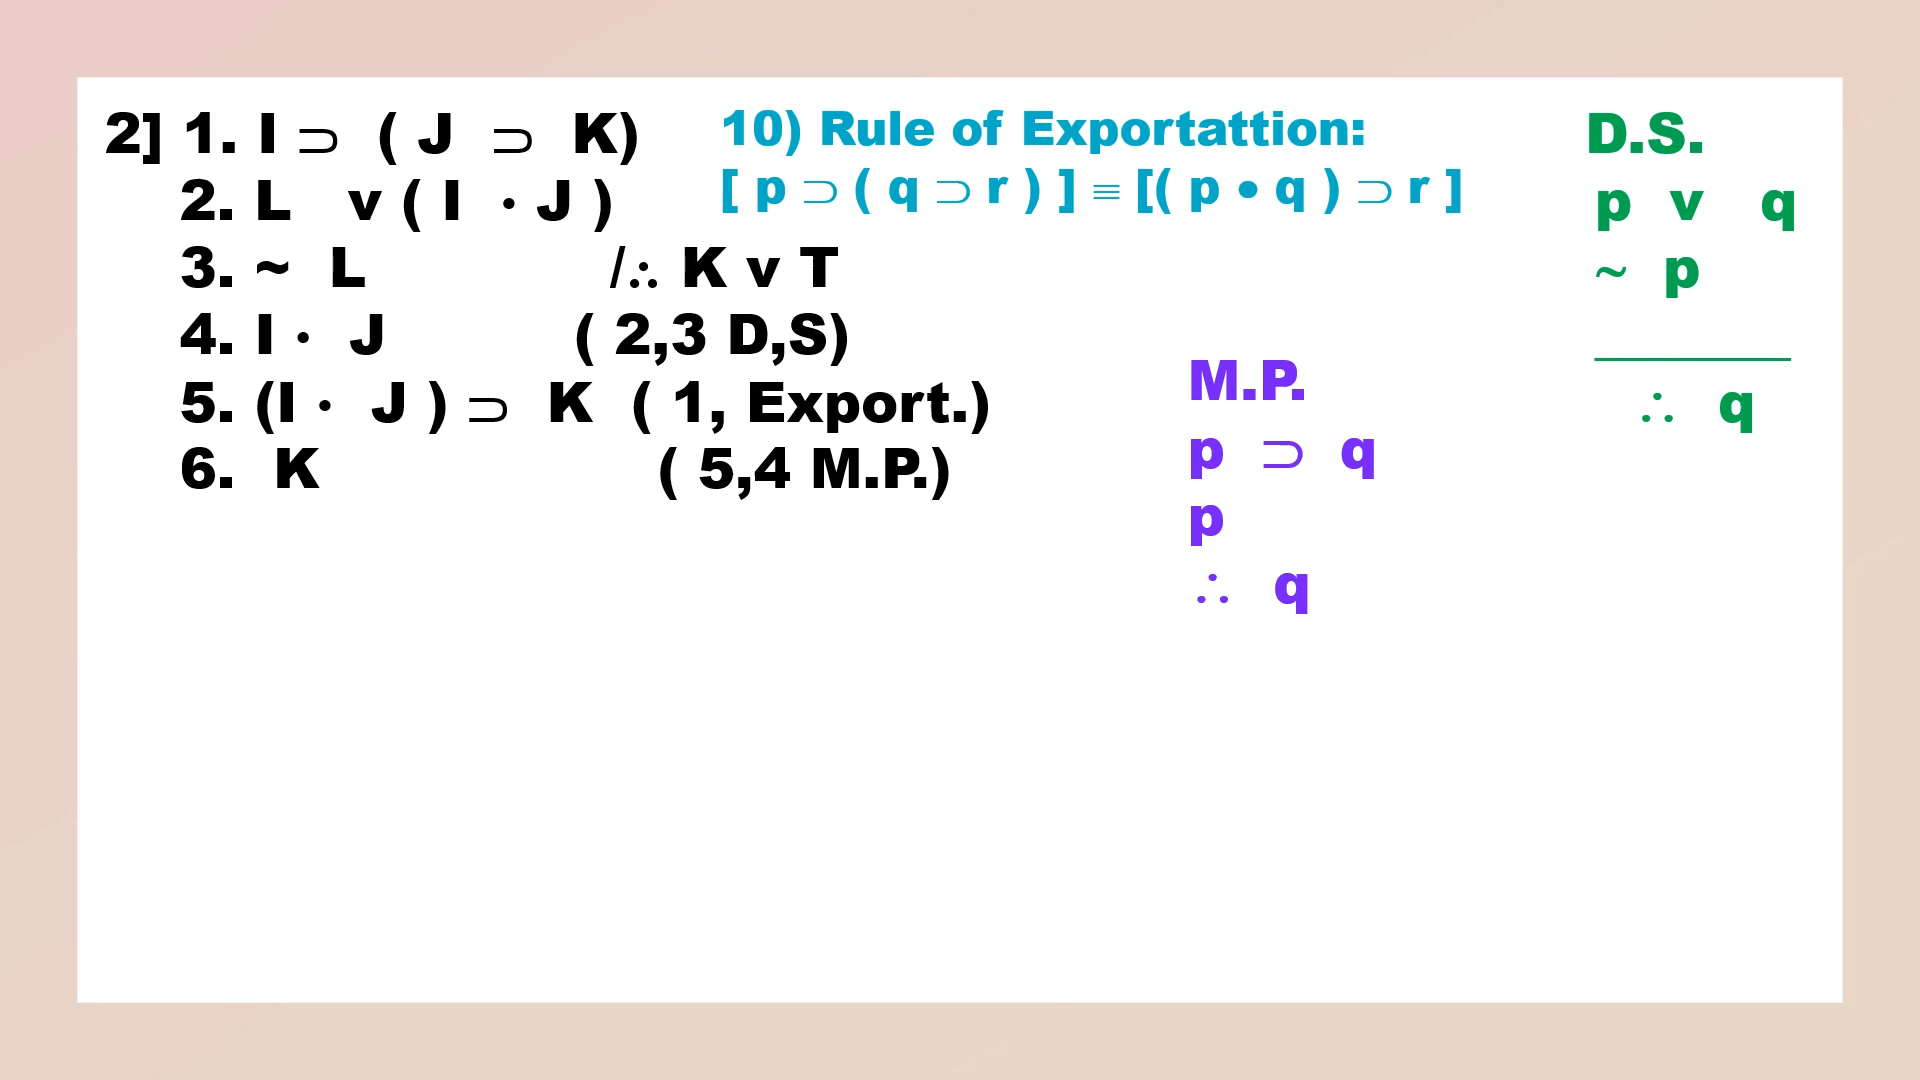 2] 1. I ⊃ ( J ⊃ K)
2. L v ( I · J )
3. ~ L /∴ K v T
4. I · J ( 2,3 D,S)
5. (I · J ) ⊃ K ( 1, Export.)
6. K ( 5,4 M.P.)
10) Rule of Exportattion:
[ p ⊃ ( q ⊃ r ) ] ≡ [( p • q ) ⊃ r ]
M.P.
p ⊃ q
p
∴ q
D.S.
p v q
~ p
∴ q